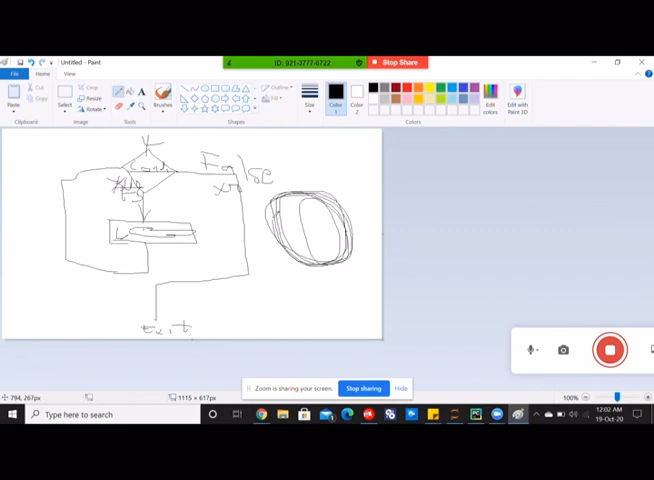 ID: 921-3777-6722
Stop Share
Untitled - Paint
File
Home
View
Paste
Cut
Copy
Clipboard
Select
Crop
Resize
Rotate
Image
Tools
Brushes
Shapes
Outline
Fill
Size
Color
1
Color
2
Edit
colors
Edit with
Paint 3D
Colors
False
Exit
Zoom is sharing your screen.
Stop sharing
Hide
794, 267px
1115 × 617px
100%
Type here to search
12:02 AM
19-Oct-20